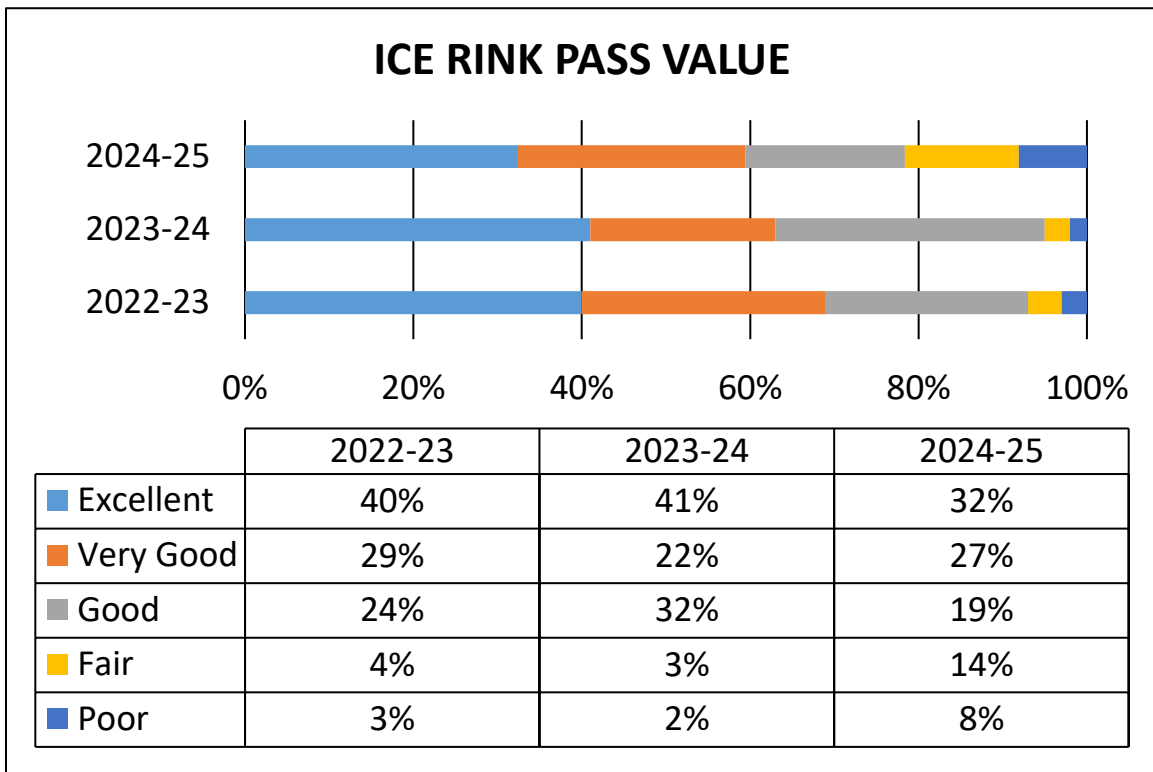 ICE RINK PASS VALUE
2024-25
2023-24
2022-23
0% 20% 40% 60% 80% 100%
2022-23 2023-24 2024-25
Excellent 40% 41% 32%
Very Good 29% 22% 27%
Good 24% 32% 19%
Fair 4% 3% 14%
Poor 3% 2% 8%